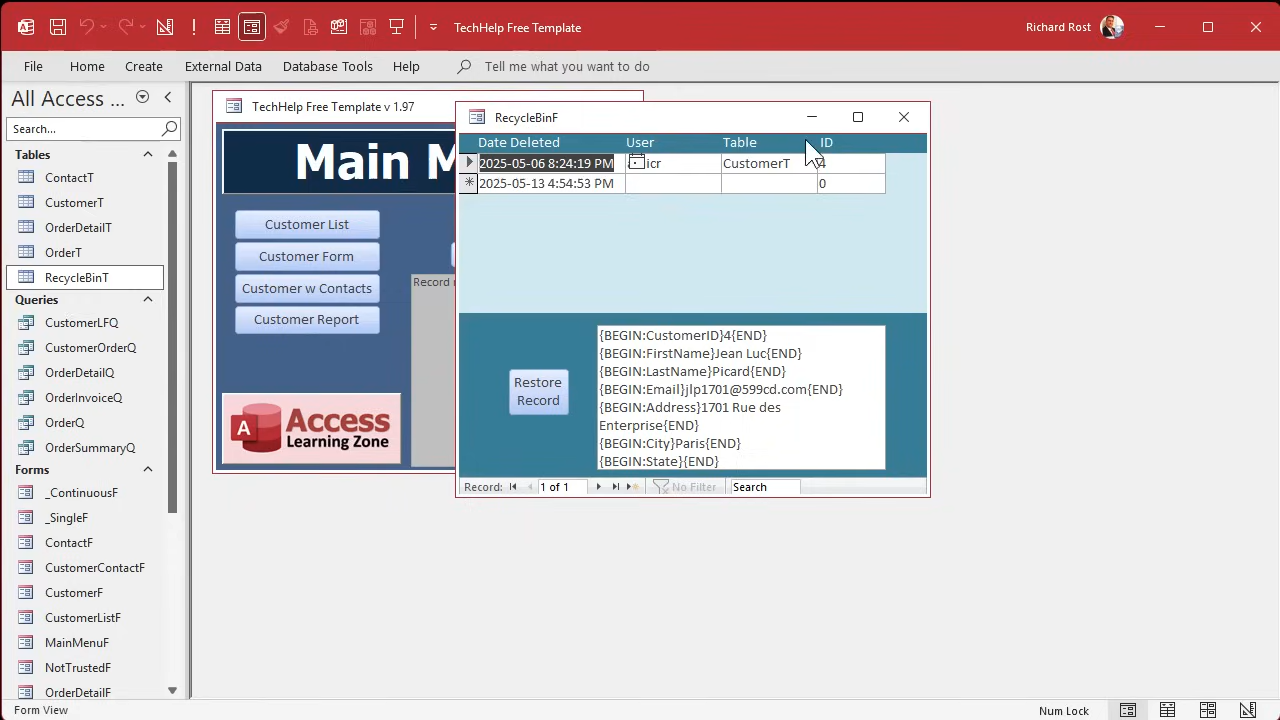 TechHelp Free Template
Richard Rost
File
Home
Create
External Data
Database Tools
Help
Tell me what you want to do
All Access ...
Search...
Tables
ContactT
CustomerT
OrderDetailT
OrderT
RecycleBinT
Queries
CustomerLFQ
CustomerOrderQ
OrderDetailQ
OrderInvoiceQ
OrderQ
OrderSummaryQ
Forms
_ContinuousF
_SingleF
ContactF
CustomerContactF
CustomerF
CustomerListF
MainMenuF
NotTrustedF
OrderDetailF
TechHelp Free Template v 1.97
Main M
Customer List
Customer Form
Customer w Contacts
Customer Report
Record
A
Access
Learning Zone
RecycleBinF
Date Deleted User Table ID
2025-05-06 8:24:19 PM icr CustomerT 4
2025-05-13 4:54:53 PM 0
Restore
Record
{BEGIN:CustomerID}4{END}
{BEGIN:FirstName}Jean Luc{END}
{BEGIN:LastName}Picard{END}
{BEGIN:Email}jlp1701@599cd.com{END}
{BEGIN:Address}1701 Rue des
Enterprise{END}
{BEGIN:City}Paris{END}
{BEGIN:State}{END}
Record: 1 of 1 No Filter Search
Form View
Num Lock